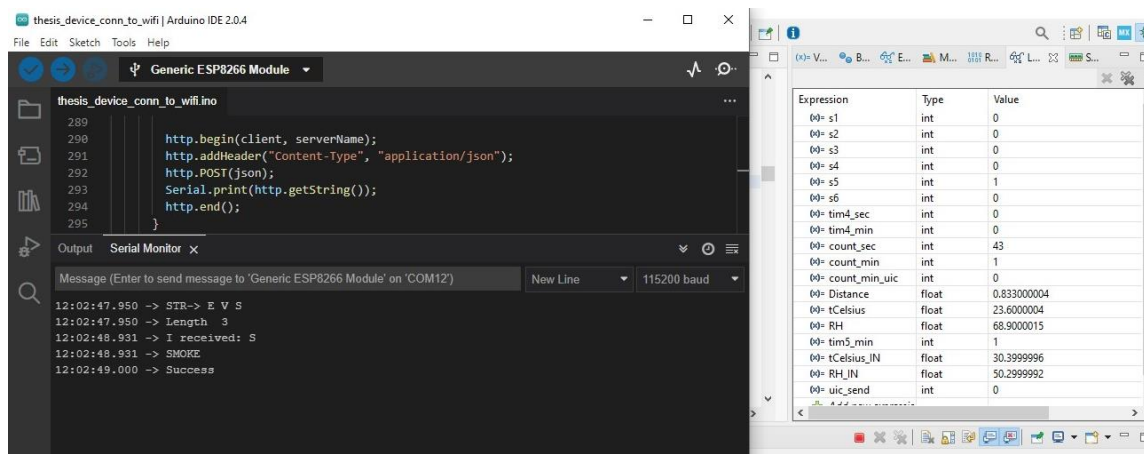 thesis_device_conn_to_wifi | Arduino IDE 2.0.4
File Edit Sketch Tools Help
Generic ESP8266 Module
thesis_device_conn_to_wifi.ino
289
290 http.begin(client, serverName);
291 http.addHeader("Content-Type", "application/json");
292 http.POST(json);
293 Serial.print(http.getString());
294 http.end();
295 }
Output Serial Monitor
Message (Enter to send message to 'Generic ESP8266 Module' on 'COM12')
New Line
115200 baud
12:02:47.950 -> STR-> E V S
12:02:47.950 -> Length 3
12:02:48.931 -> I received: S
12:02:48.931 -> SMOKE
12:02:49.000 -> Success
MX
(x)= V... B... E... M... R... L... S...
Expression Type Value
(x)= s1 int 0
(x)= s2 int 0
(x)= s3 int 0
(x)= s4 int 0
(x)= s5 int 1
(x)= s6 int 0
(x)= tim4_sec int 0
(x)= tim4_min int 0
(x)= count_sec int 43
(x)= count_min int 1
(x)= count_min_uic int 0
(x)= Distance float 0.833000004
(x)= tCelsius float 23.6000004
(x)= RH float 68.9000015
(x)= tim5_min int 1
(x)= tCelsius_IN float 30.3999996
(x)= RH_IN float 50.2999992
(x)= uic_send int 0